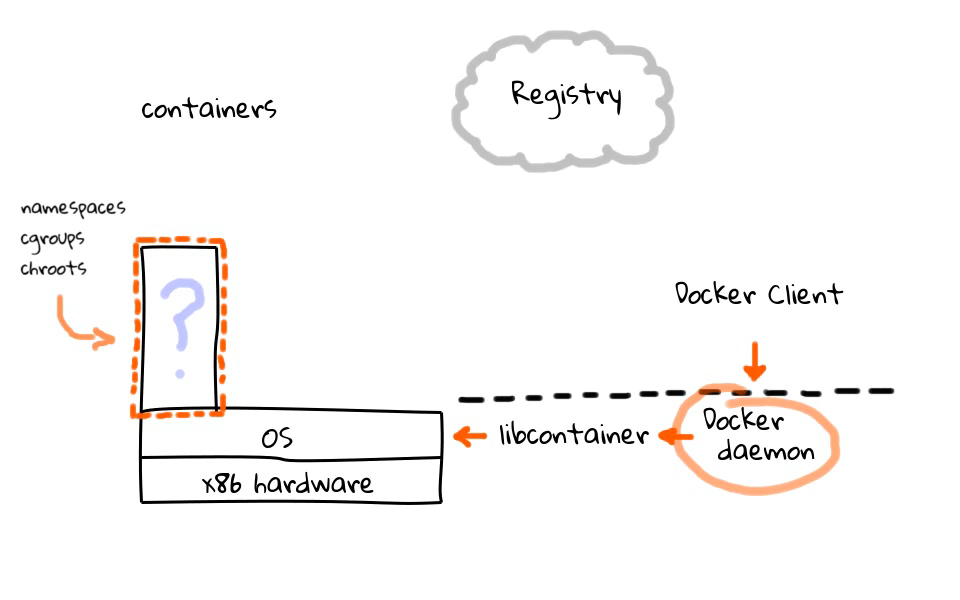 containers
Registry
namespaces
cgroups
chroots
?
Docker Client
OS
libcontainer
Docker
daemon
x86 hardware